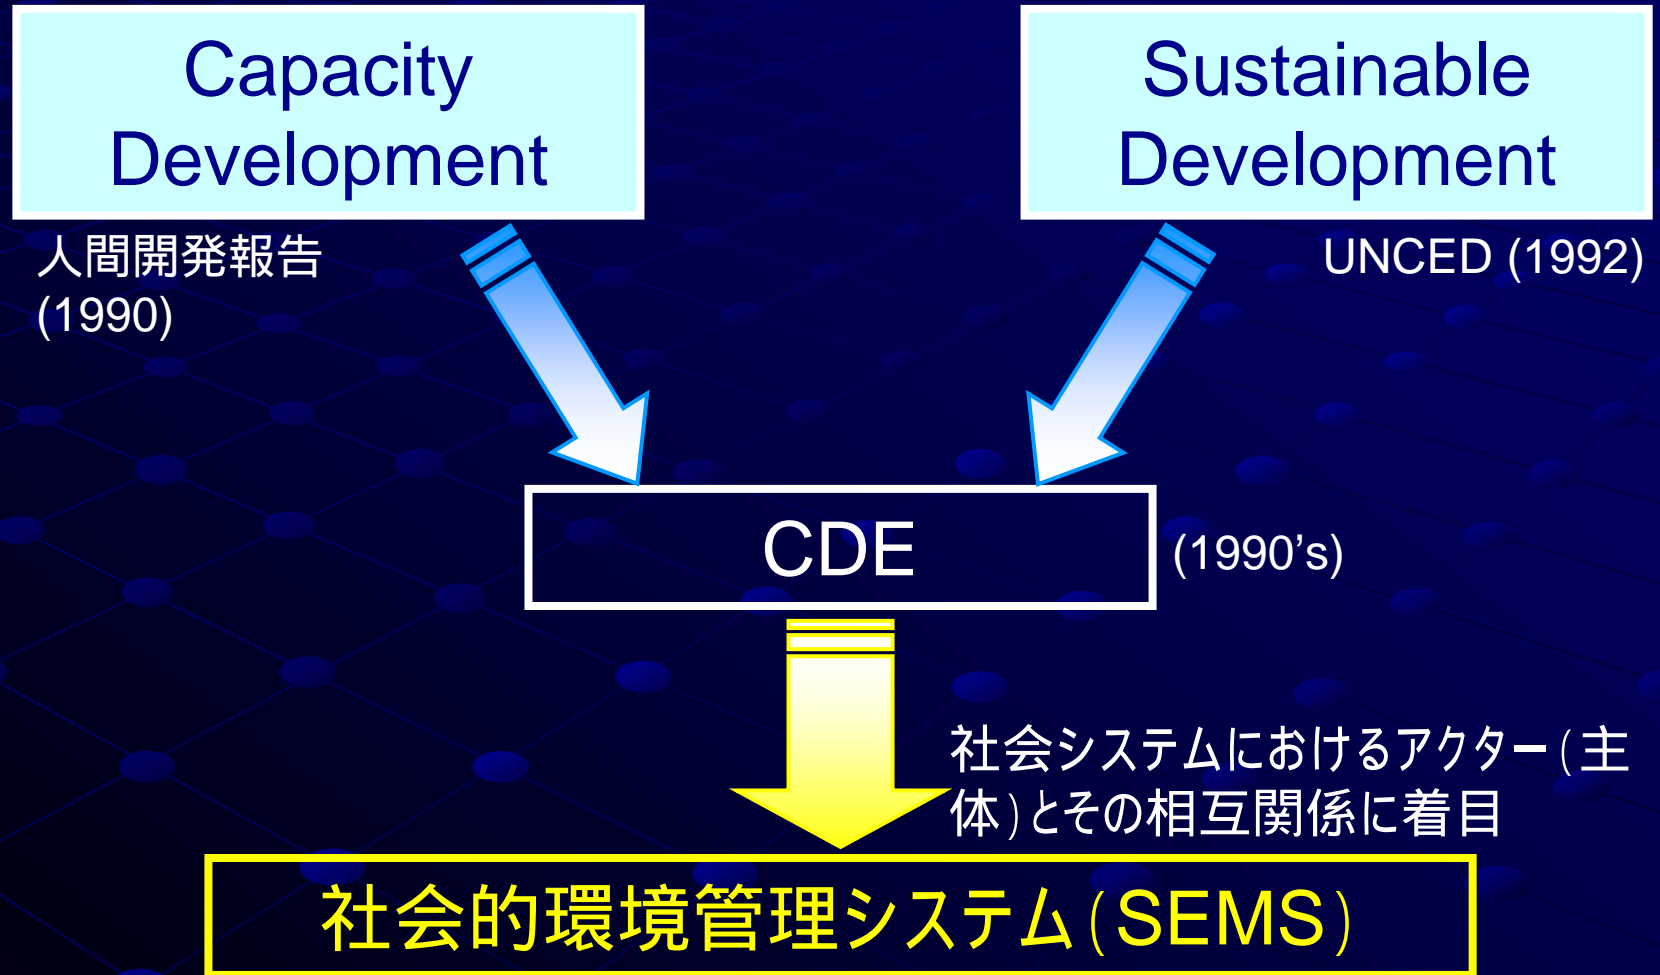 Capacity
Development
Sustainable
Development
人間開発報告
(1990)
UNCED (1992)
CDE
(1990’s)
社会システムにおけるアクター(主
体)とその相互関係に着目
社会的環境管理システム(SEMS)